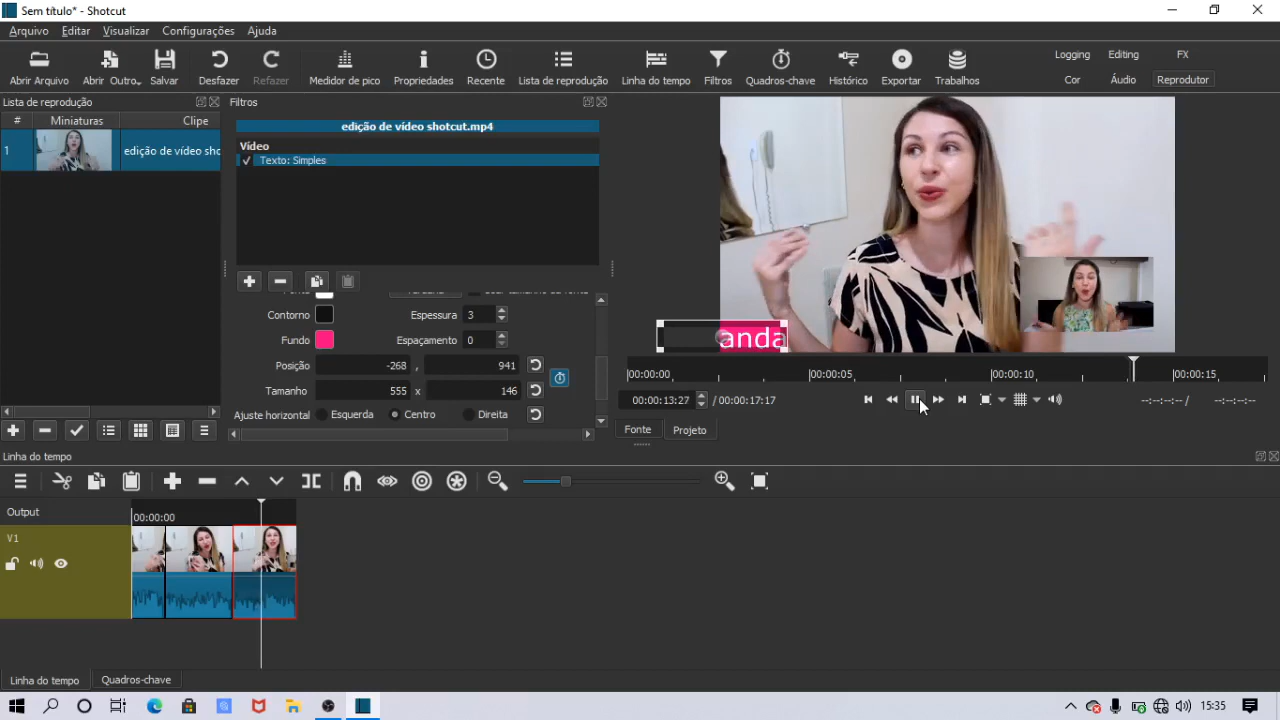 Sem título* - Shotcut
Arquivo Editar Visualizar Configurações Ajuda
Abrir Arquivo Abrir Outro... Salvar Desfazer Refazer Medidor de pico Propriedades Recente Lista de reprodução Linha do tempo Filtros Quadros-chave Histórico Exportar Trabalhos
Logging Editing FX
Cor Áudio Reprodutor
Lista de reprodução
# Miniaturas Clipe
1 edição de vídeo sho
Filtros
edição de vídeo shotcut.mp4
Vídeo
Texto: Simples
Contorno Espessura 3
Fundo Espaçamento 0
Posição -268 , 941
Tamanho 555 x 146
Ajuste horizontal Esquerda Centro Direita
anda
00:00:00 00:00:05 00:00:10 00:00:15
00:00:13:27 / 00:00:17:17 --:--:--:-- / --:--:--:--
Fonte Projeto
Linha do tempo
Output
00:00:00
V1
Linha do tempo Quadros-chave
15:35